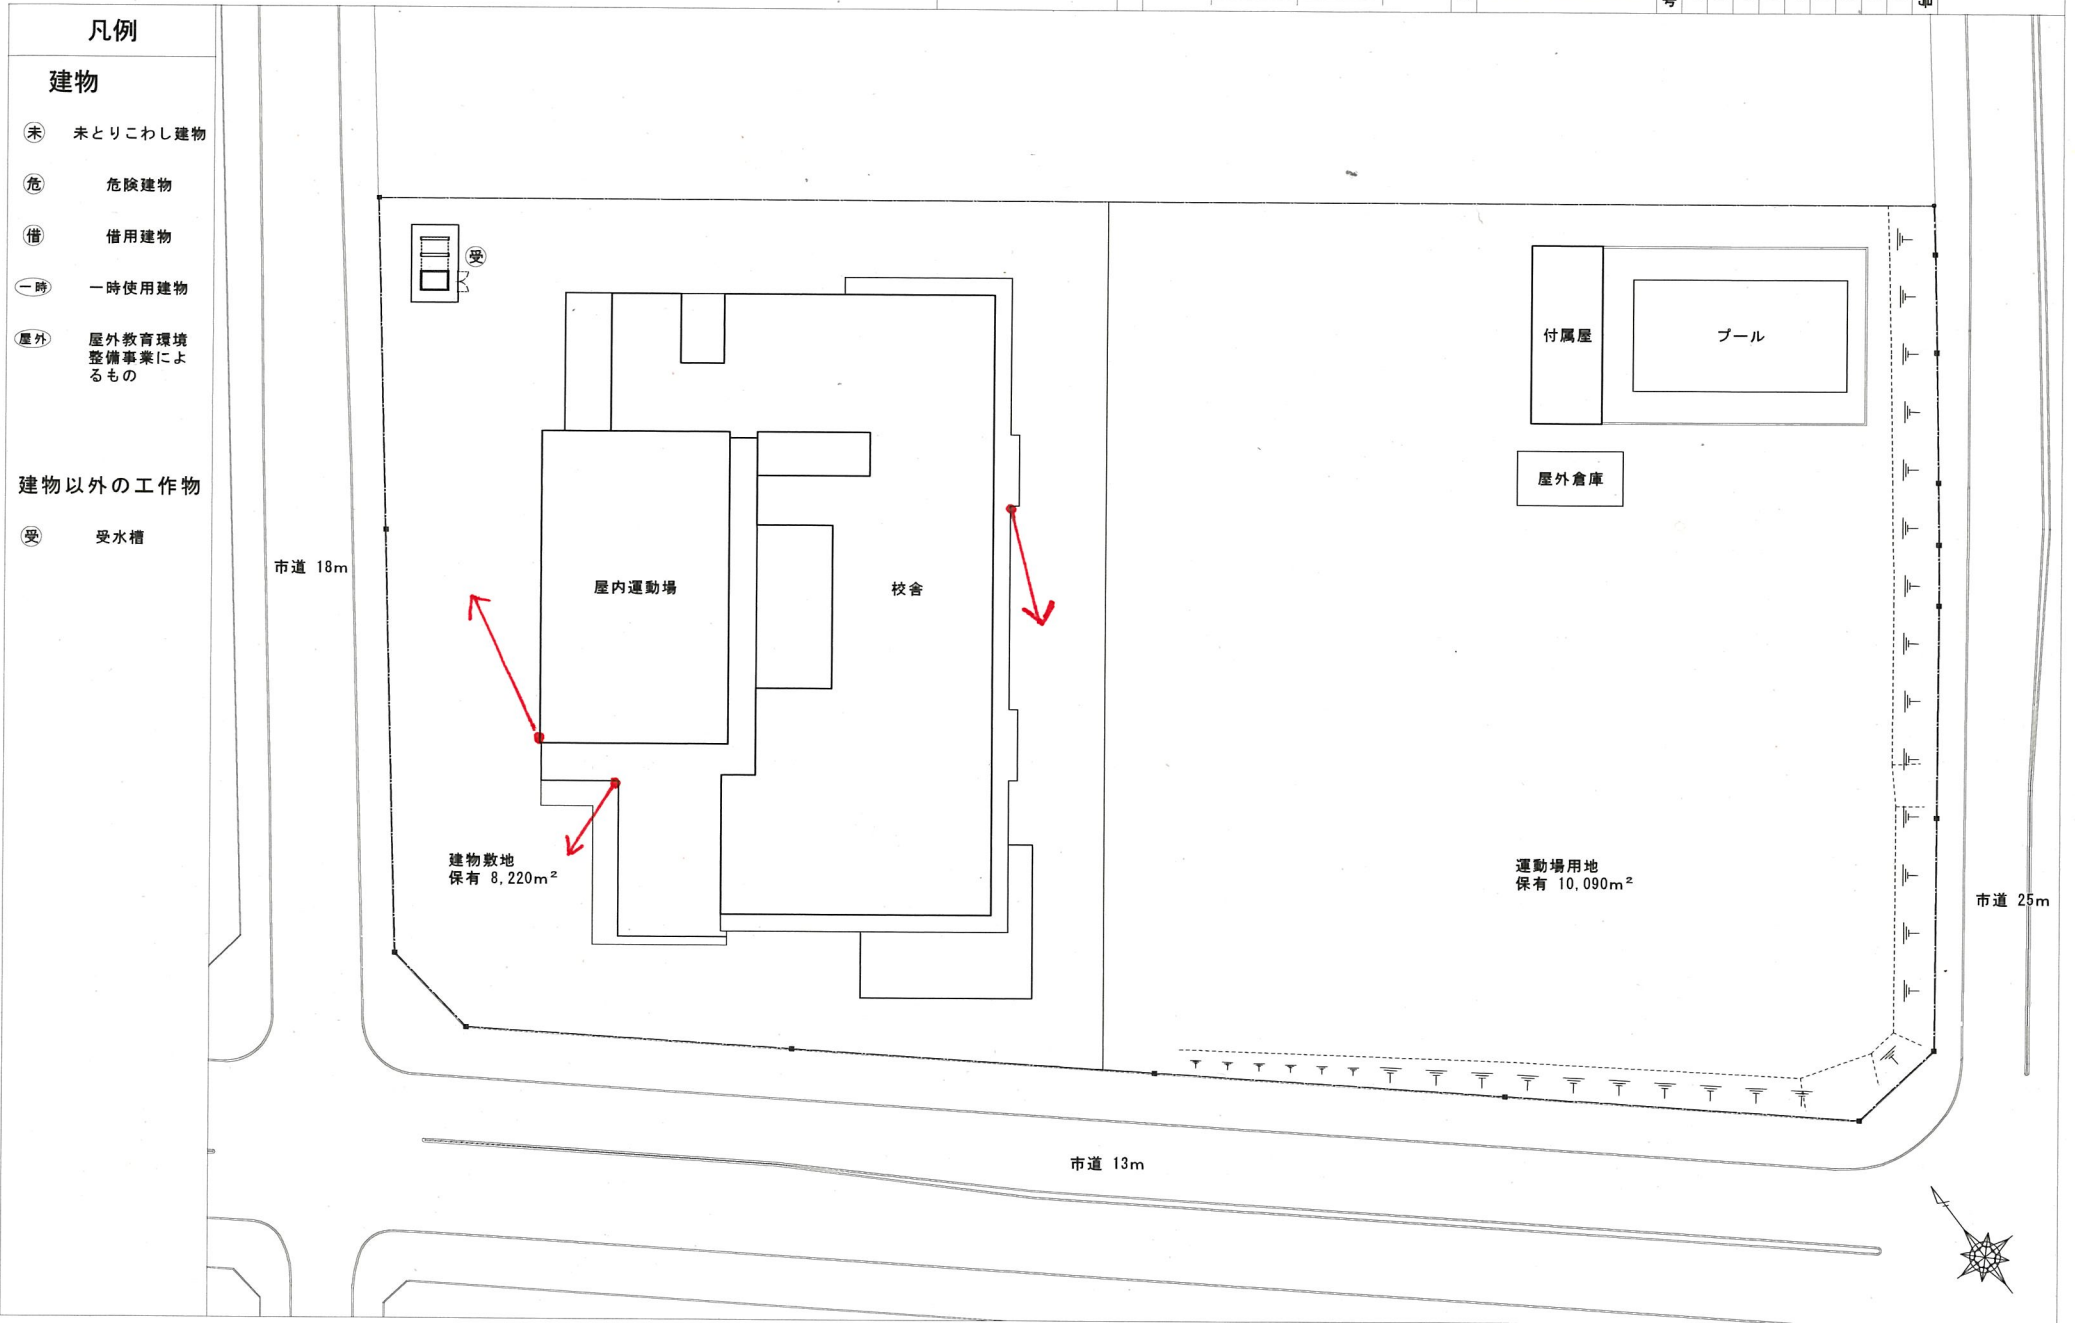 凡例
建物
未 未とりこわし建物
危 危険建物
借 借用建物
一時 一時使用建物
屋外 屋外教育環境
整備事業によ
るもの
建物以外の工作物
受 受水槽
受
付属屋
プール
屋外倉庫
市道 18m
屋内運動場
校舎
建物敷地
保有 8,220m²
運動場用地
保有 10,090m²
市道 25m
市道 13m